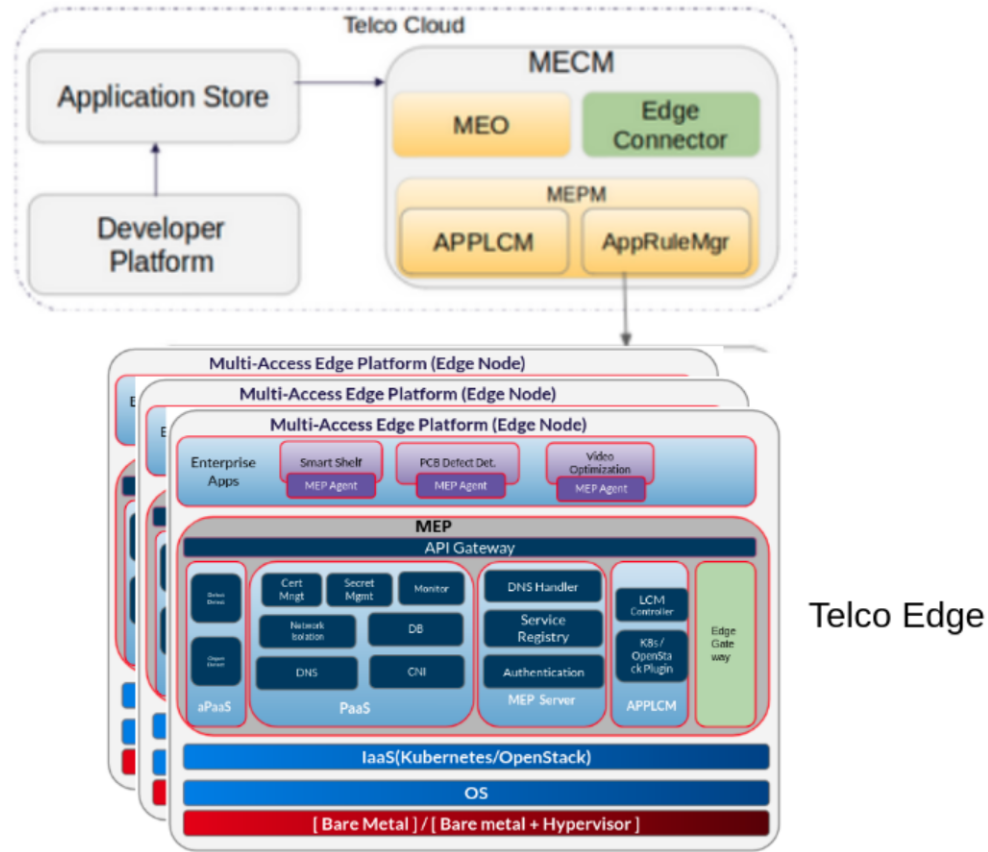 Telco Cloud
Application Store
Developer
Platform
MECM
MEO
Edge
Connector
MEPM
APPLCM
AppRuleMgr
Multi-Access Edge Platform (Edge Node)
E
Multi-Access Edge Platform (Edge Node)
E
Multi-Access Edge Platform (Edge Node)
Enterprise
Apps
Smart Shelf
MEP Agent
PCB Defect Det.
MEP Agent
Video
Optimization
MEP Agent
MEP
API Gateway
aPaaS
Cert
Mngt
Secret
Mgmt
Monitor
Network
Isolation
DB
DNS
CNI
PaaS
DNS Handler
Service
Registry
Authentication
MEP Server
LCM
Controller
K8s/
OpenSta
ck Plugin
APPLCM
Edge
Gate
way
IaaS(Kubernetes/OpenStack)
OS
[ Bare Metal ] / [ Bare metal + Hypervisor ]
Telco Edge